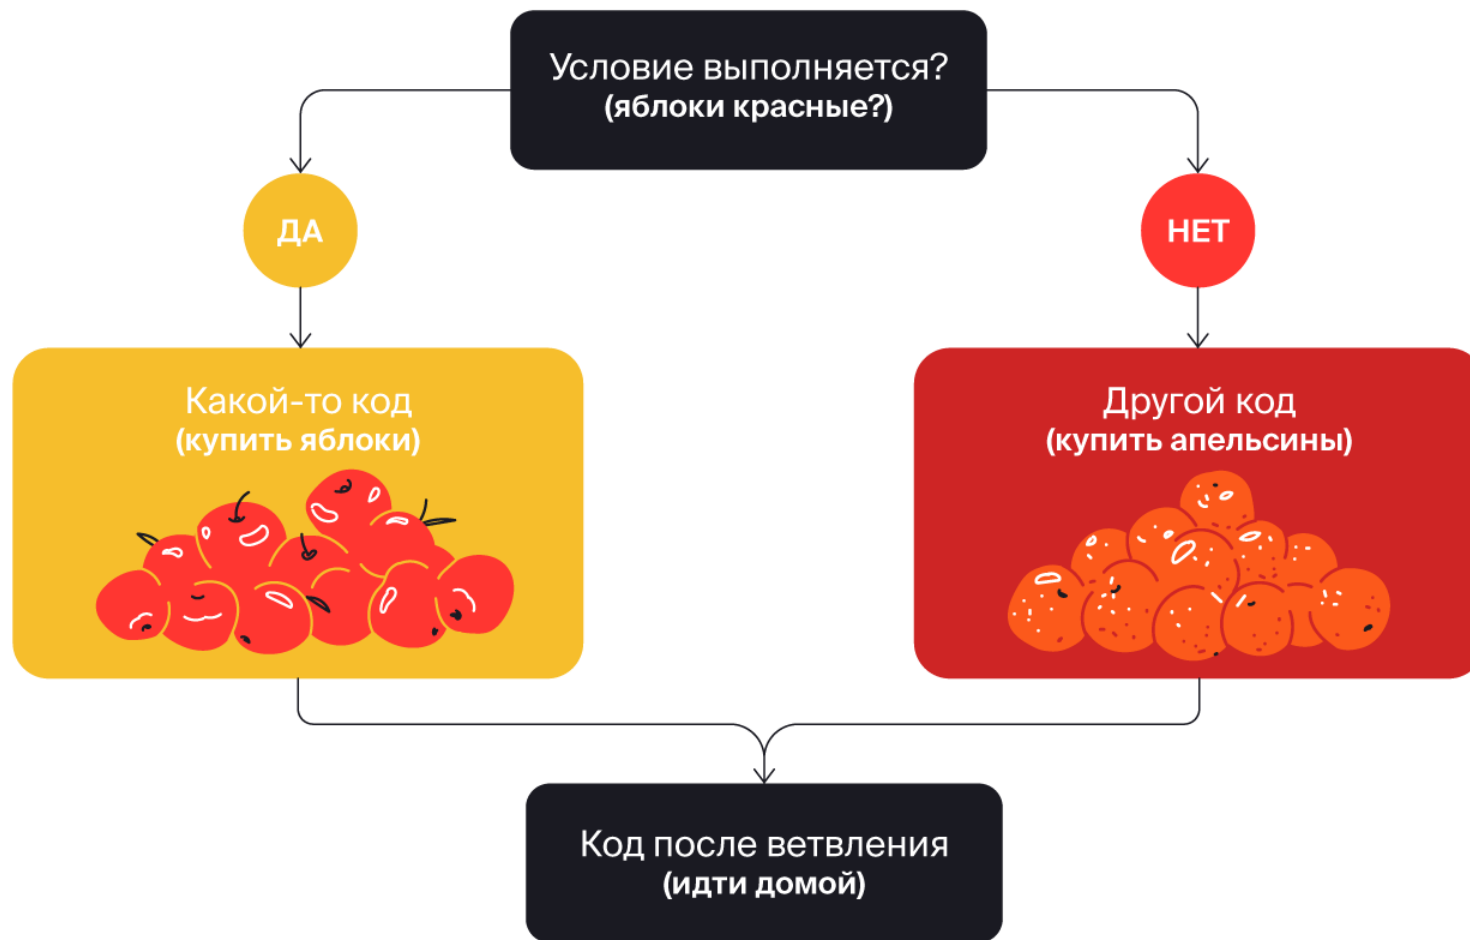 Условие выполняется?
(яблоки красные?)
ДА
НЕТ
Какой-то код
(купить яблоки)
Другой код
(купить апельсины)
Код после ветвления
(идти домой)